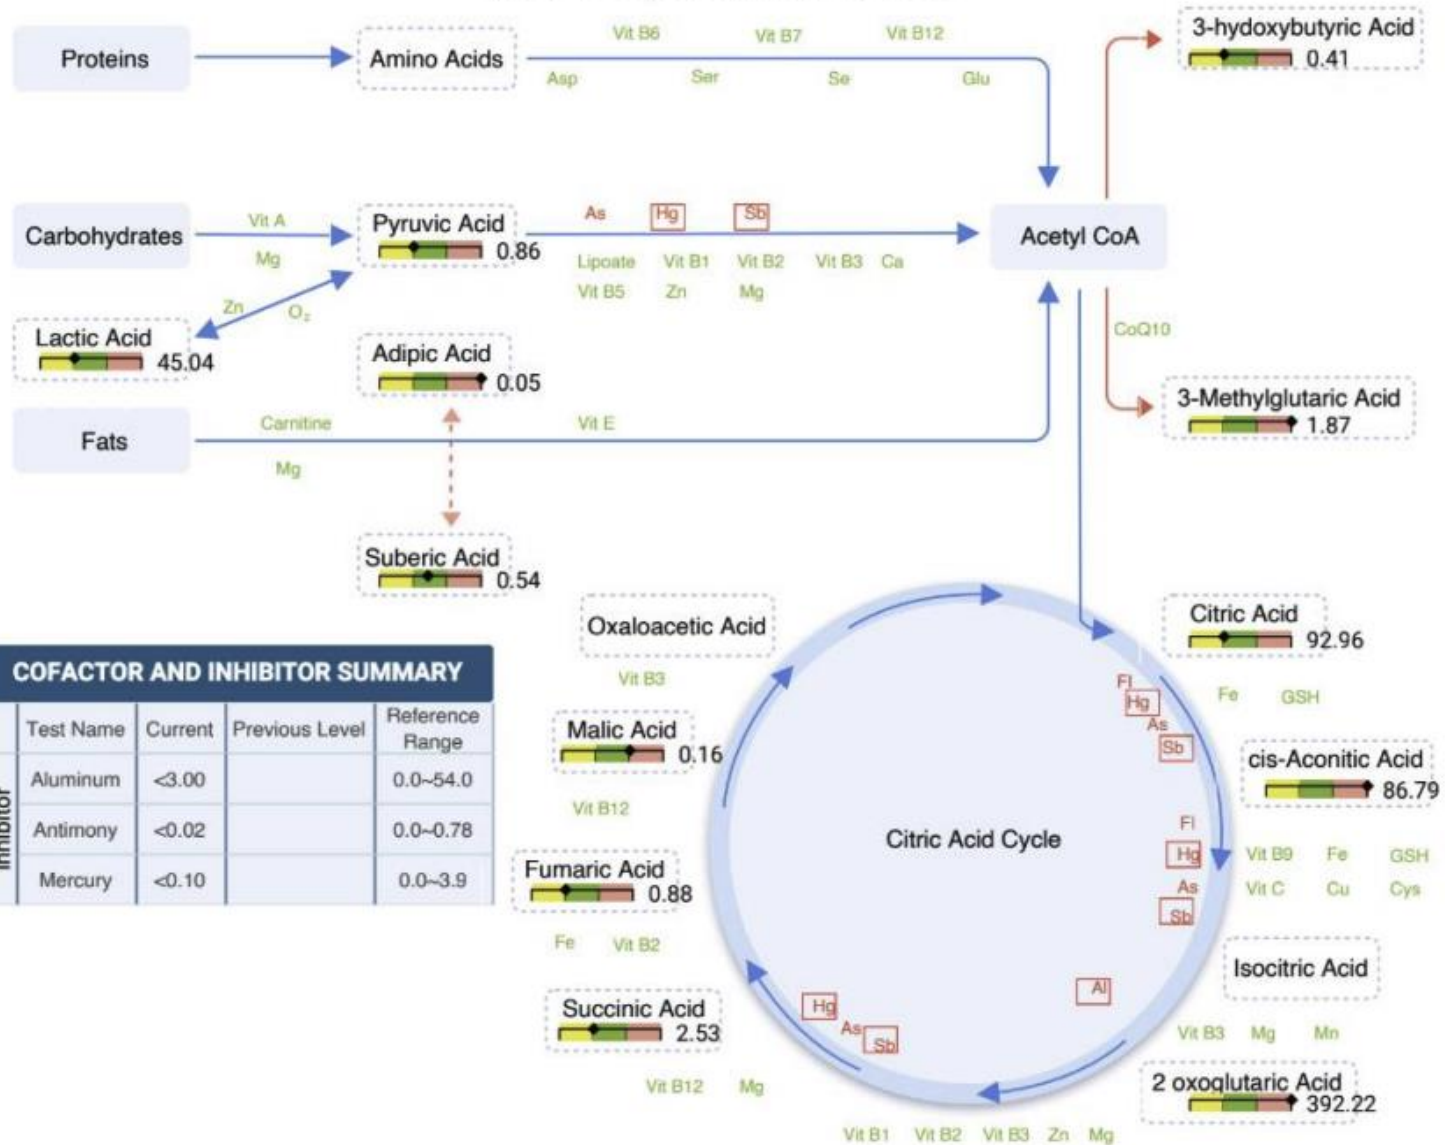 Proteins
Amino Acids
Vit B6 Vit B7 Vit B12
Asp Ser Se Glu
3-hydoxybutyric Acid
0.41
Carbohydrates
Vit A
Mg
Pyruvic Acid
0.86
As Hg Sb
Lipoate Vit B1 Vit B2 Vit B3 Ca
Vit B5 Zn Mg
Acetyl CoA
Zn O₂
Lactic Acid
45.04
Adipic Acid
0.05
CoQ10
3-Methylglutaric Acid
1.87
Fats
Carnitine Vit E
Mg
Suberic Acid
0.54
COFACTOR AND INHIBITOR SUMMARY
Test Name Current Previous Level Reference Range
Inhibitor
Aluminum <3.00 0.0~54.0
Antimony <0.02 0.0~0.78
Mercury <0.10 0.0~3.9
Citric Acid Cycle
Oxaloacetic Acid
Vit B3
Malic Acid
0.16
Vit B12
Fumaric Acid
0.88
Fe Vit B2
Succinic Acid
2.53
Vit B12 Mg
Citric Acid
92.96
Fe GSH
Fl
Hg
As
Sb
cis-Aconitic Acid
86.79
Fl
Hg
As
Sb
Vit B9 Fe GSH
Vit C Cu Cys
Isocitric Acid
Al
Vit B3 Mg Mn
2 oxoglutaric Acid
392.22
Hg
As
Sb
Vit B1 Vit B2 Vit B3 Zn Mg